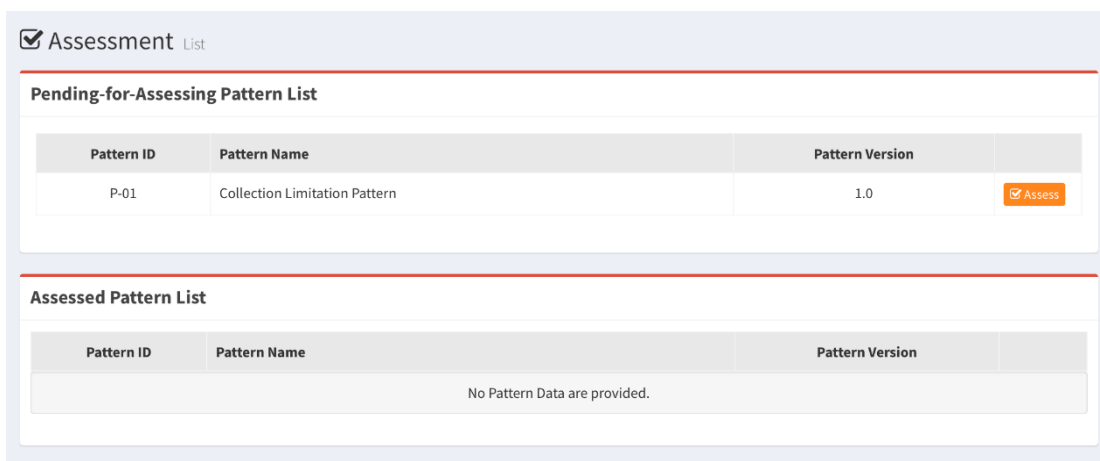 Assessment List
Pending-for-Assessing Pattern List
Pattern ID Pattern Name Pattern Version
P-01 Collection Limitation Pattern 1.0 Assess
Assessed Pattern List
Pattern ID Pattern Name Pattern Version
No Pattern Data are provided.